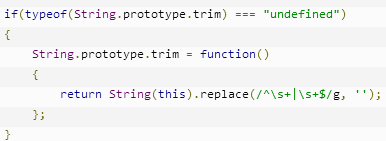 if(typeof(String.prototype.trim) === "undefined")
{
    String.prototype.trim = function()
    {
        return String(this).replace(/^\s+|\s+$/g, '');
    };
}